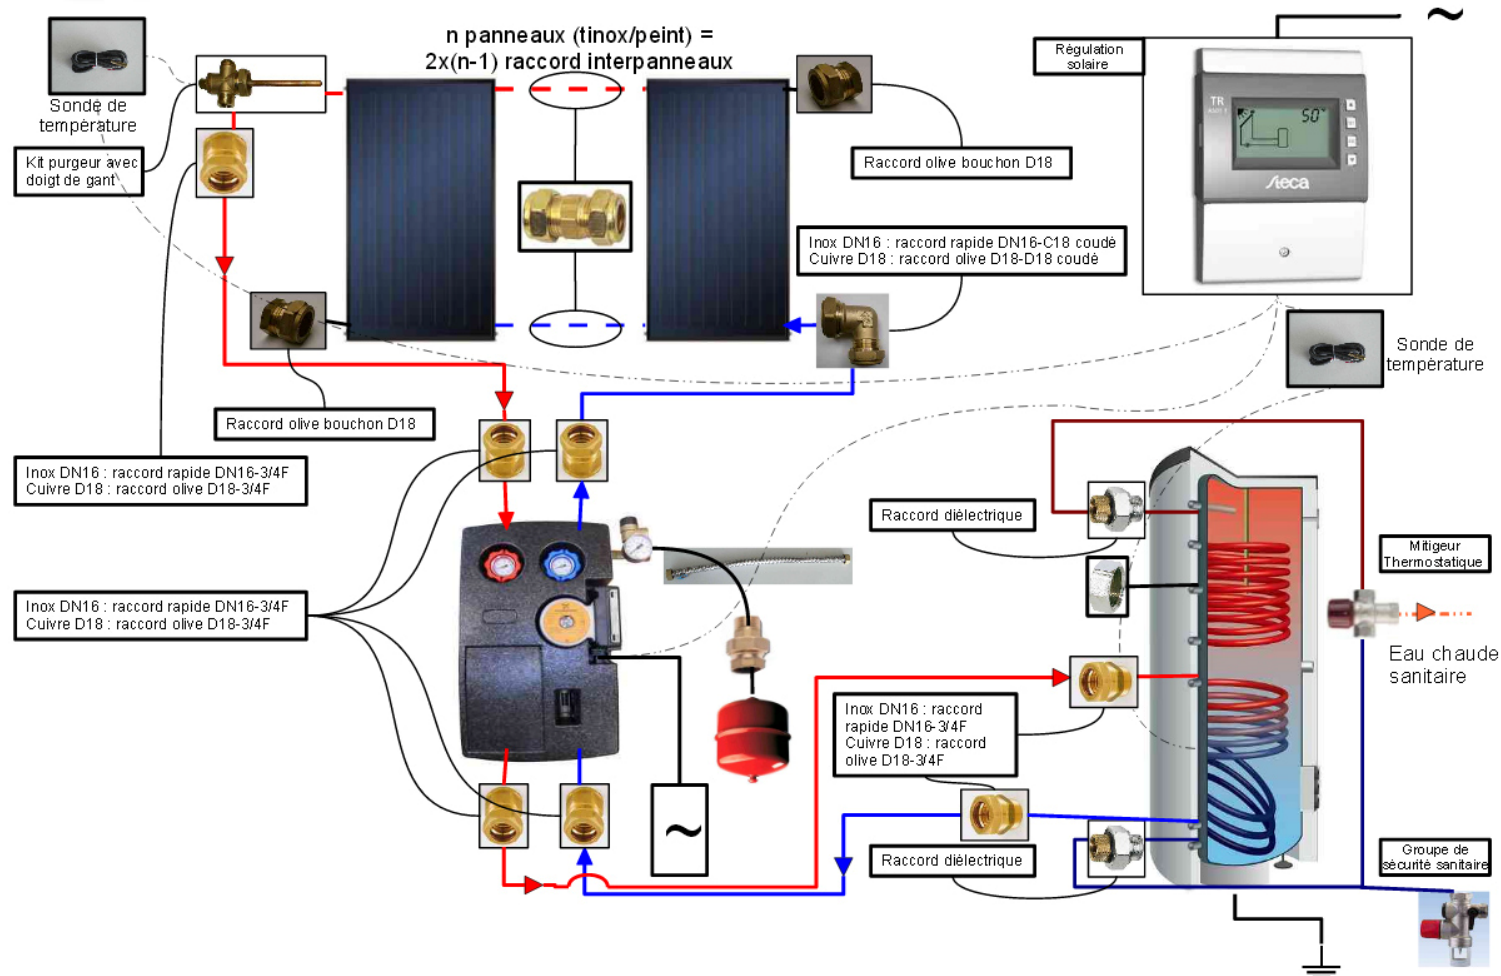 n panneaux (tinox/peint) =
2x(n-1) raccord interpanneaux
Sonde de
température
Kit purgeur avec
doigt de gant
Raccord olive bouchon D18
Inox DN16 : raccord rapide DN16-C18 coudé
Cuivre D18 : raccord olive D18-D18 coudé
Régulation
solaire
~
TR
50°
Steca
Sonde de
température
Raccord olive bouchon D18
Inox DN16 : raccord rapide DN16-3/4F
Cuivre D18 : raccord olive D18-3/4F
Inox DN16 : raccord rapide DN16-3/4F
Cuivre D18 : raccord olive D18-3/4F
~
Raccord diélectrique
Mitigeur
Thermostatique
Eau chaude
sanitaire
Inox DN16 : raccord
rapide DN16-3/4F
Cuivre D18 : raccord
olive D18-3/4F
Raccord diélectrique
Groupe de
sécurité sanitaire